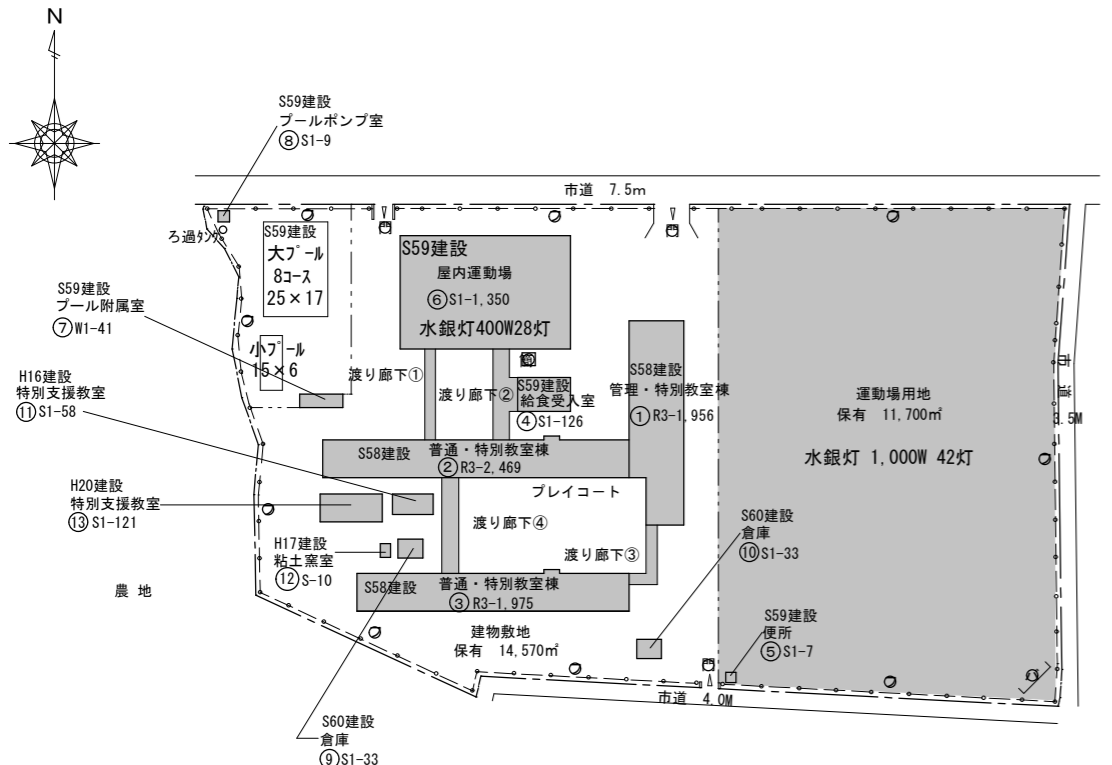 N
S59建設
プールポンプ室
⑧S1-9
市道 7.5m
門
門
ろ過タンク
S59建設
大プール
8コース
25×17
S59建設
屋内運動場
⑥S1-1,350
水銀灯400W28灯
S59建設
プール附属室
⑦W1-41
小プール
15×6
渡り廊下①
渡り廊下②
S59建設
給食受入室
④S1-126
S58建設
管理・特別教室棟
①R3-1,956
運動場用地
保有 11,700㎡
水銀灯 1,000W 42灯
市道
3.5M
H16建設
特別支援教室
⑪S1-58
S58建設
普通・特別教室棟
②R3-2,469
H20建設
特別支援教室
⑬S1-121
プレイコート
渡り廊下④
渡り廊下③
S60建設
倉庫
⑩S1-33
H17建設
粘土窯室
⑫S-10
農地
S58建設
普通・特別教室棟
③R3-1,975
建物敷地
保有 14,570㎡
S59建設
便所
⑤S1-7
門
市道 4.0M
S60建設
倉庫
⑨S1-33